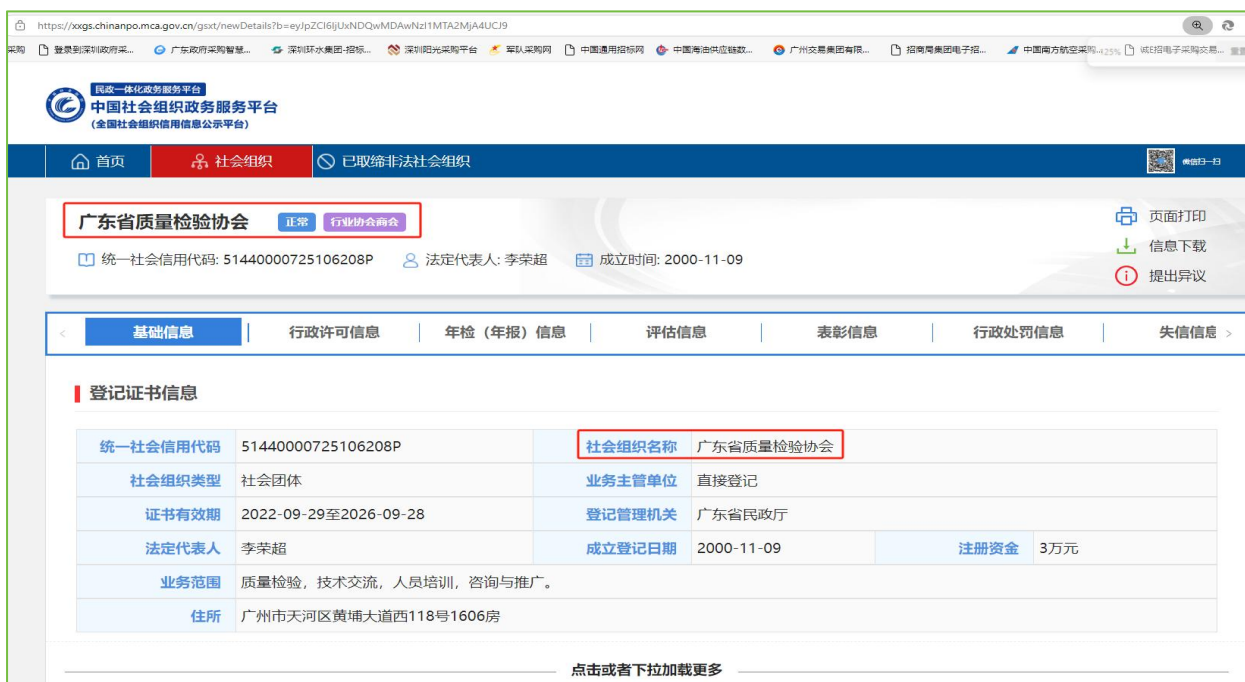 https://xxgs.chinanpo.mca.gov.cn/gsxt/newDetails?b=eyJpZCI6IjUxNDQwMDAwNzI1MTA2MjA4UCJ9
采购 登录到深圳政府采... 广东政府采购智慧... 深圳环水集团-招标... 深圳阳光采购平台 军队采购网 中国通用招标网 中国海油供应链数... 广州交易集团有限... 招商局集团电子招... 中国南方航空采购... 诚E招电子采购交易...
民政一体化政务服务平台
中国社会组织政务服务平台
(全国社会组织信用信息公示平台)
首页 社会组织 已取缔非法社会组织 微信扫一扫
广东省质量检验协会 正常 行业协会商会
页面打印
统一社会信用代码: 51440000725106208P 法定代表人: 李荣超 成立时间: 2000-11-09
信息下载
提出异议
< 基础信息 行政许可信息 年检（年报）信息 评估信息 表彰信息 行政处罚信息 失信信息 >
登记证书信息
统一社会信用代码 51440000725106208P 社会组织名称 广东省质量检验协会
社会组织类型 社会团体 业务主管单位 直接登记
证书有效期 2022-09-29至2026-09-28 登记管理机关 广东省民政厅
法定代表人 李荣超 成立登记日期 2000-11-09 注册资金 3万元
业务范围 质量检验，技术交流，人员培训，咨询与推广。
住所 广州市天河区黄埔大道西118号1606房
点击或者下拉加载更多